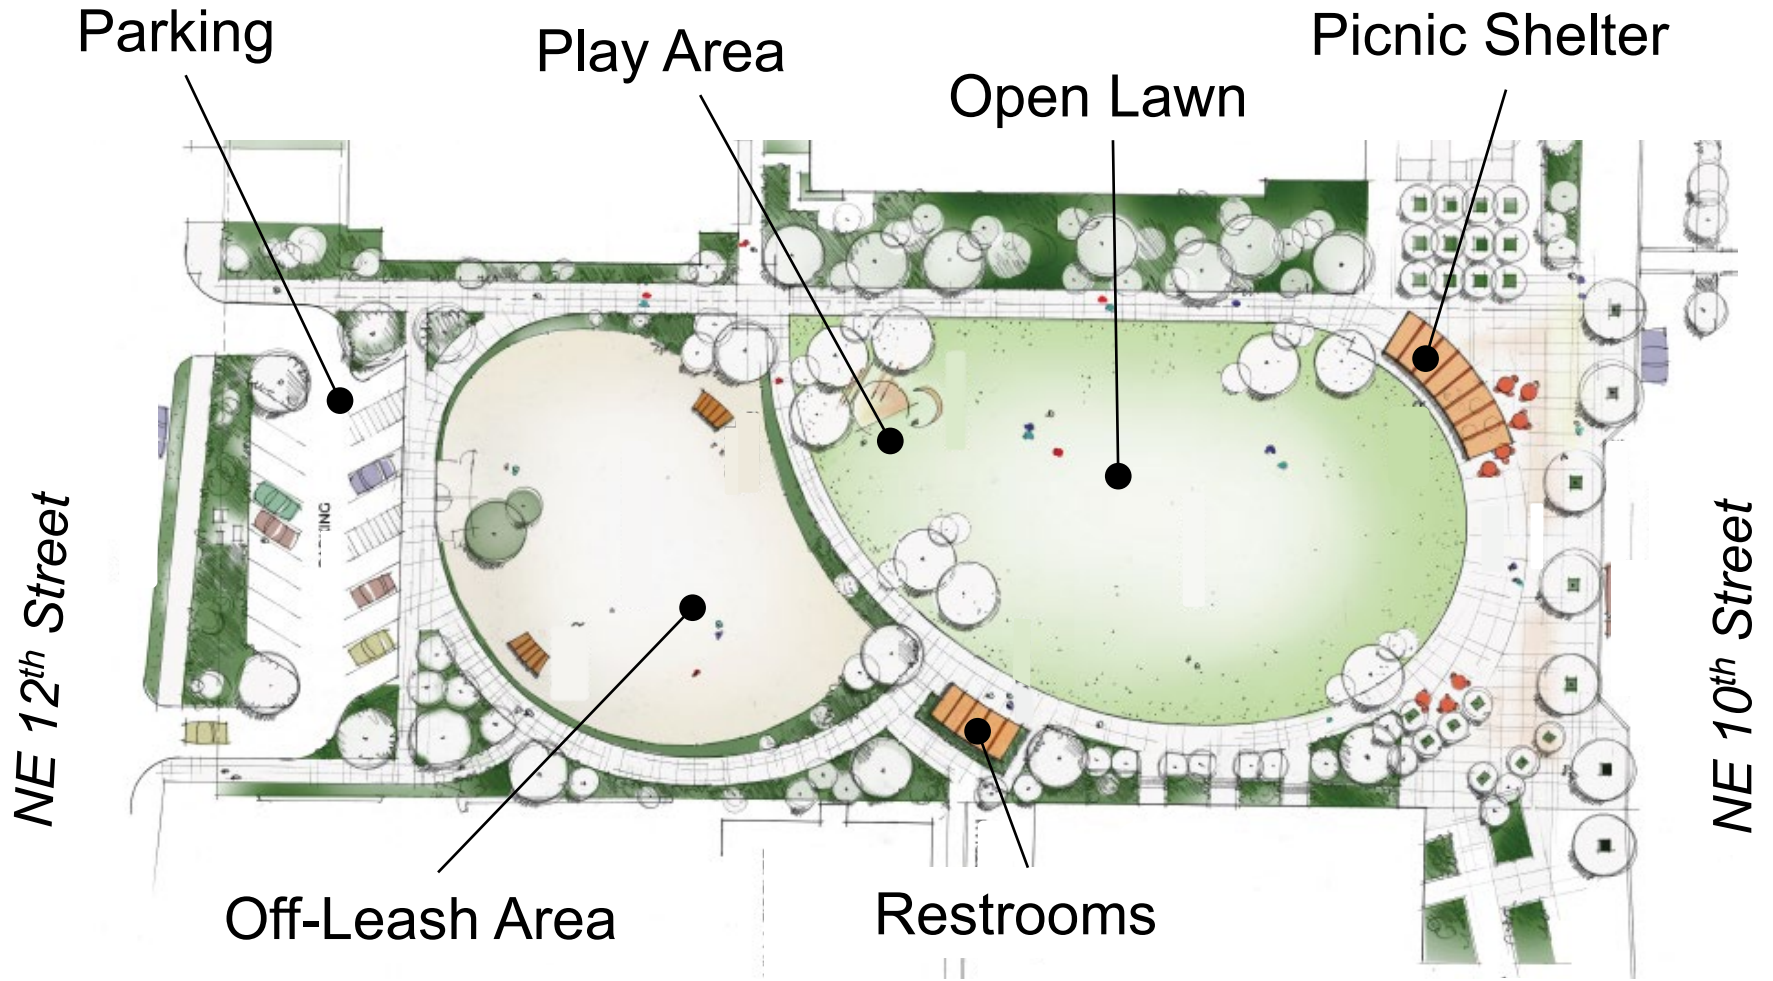 Parking
Play Area
Open Lawn
Picnic Shelter
NE 12th Street
NE 10th Street
Off-Leash Area
Restrooms